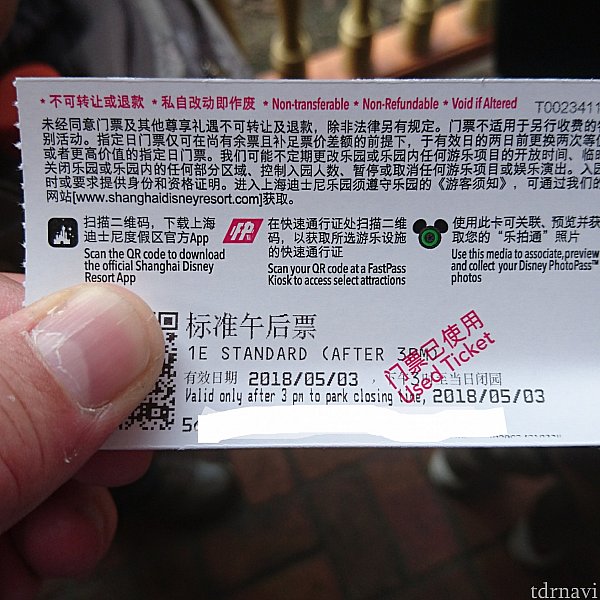 * 不可转让或退款 * 私自改动即作废 * Non-transferable * Non-Refundable * Void if Altered T0023411
未经同意门票及其他尊享礼遇不可转让及退款，除非法律另有规定。门票不适用于另行收费的
别活动。指定日门票仅可在尚有余票且补足票价差额的前提下，于有效日的两日前更换两次等
或者更高价值的指定日门票。我们可能不定期更改乐园或乐园内任何游乐项目的开放时间、临时
关闭乐园或乐园内的任何部分区域、控制入园人数、暂停或取消任何游乐项目或娱乐演出。入园
时或要求提供身份和资格证明。进入上海迪士尼乐园须遵守乐园的《游客须知》，可通过我们
网站[www.shanghaidisneyresort.com]获取。
扫描二维码，下载上海
迪士尼度假区官方App
Scan the QR code to download
the official Shanghai Disney
Resort App
FP
在快速通行证处扫描二维
码，以获取所选游乐设施
的快速通行证
Scan your QR code at a FastPass
Kiosk to access select attractions
使用此卡可关联、预览并获
取您的“乐拍通”照片
Use this media to associate, preview
and collect your Disney PhotoPass™
photos
标准午后票
1E STANDARD (AFTER 3PM)
有效日期 2018/05/03 ，下午3 至当日闭园
Valid only after 3 pm to park closing 2018/05/03
门票已使用
Used Ticket
tdrnavi